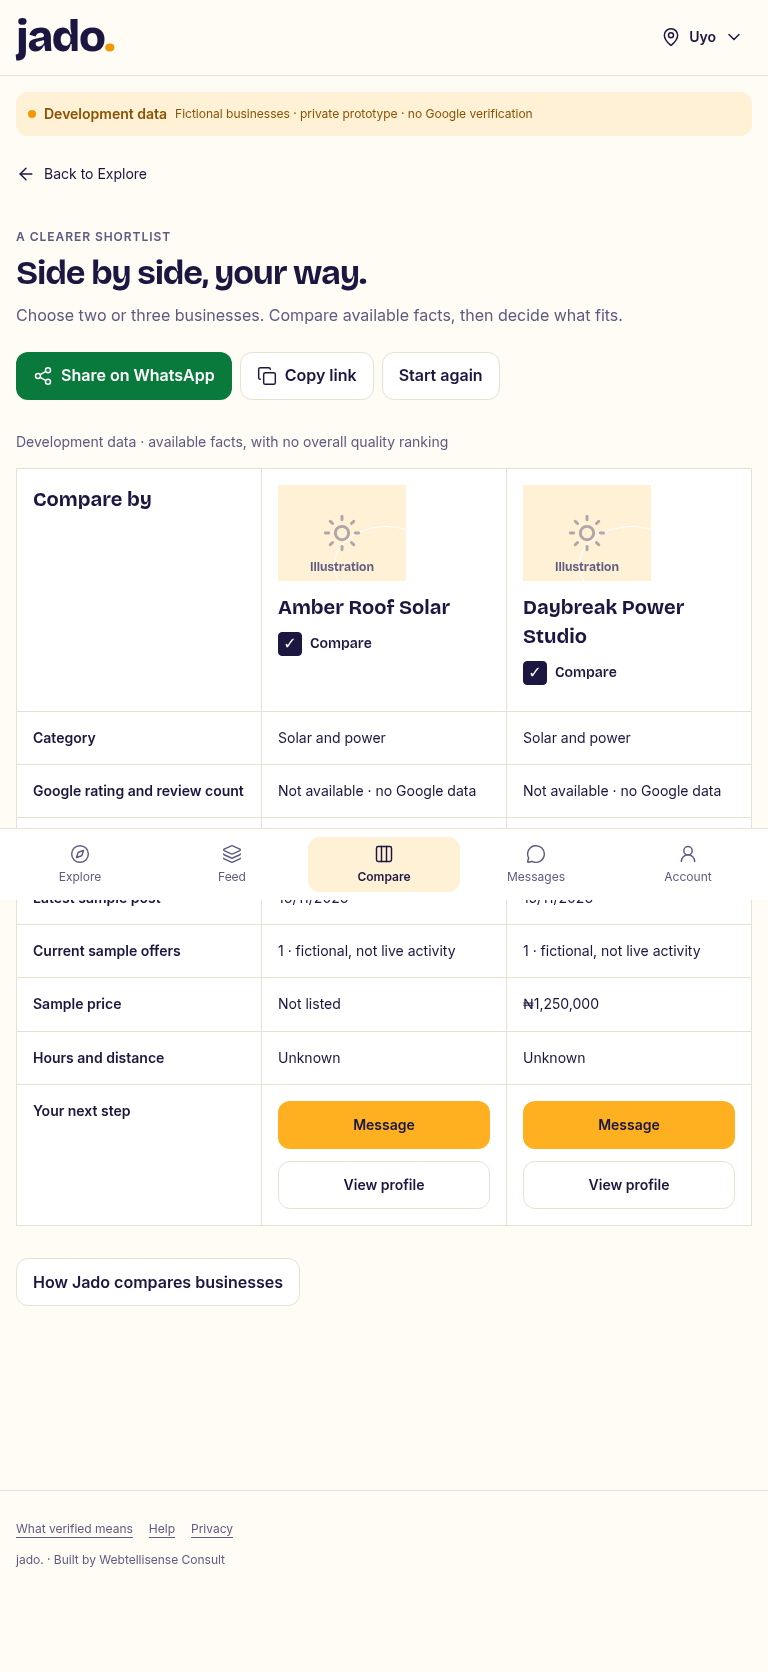 jado.
Uyo
Development data Fictional businesses · private prototype · no Google verification
Back to Explore
A CLEARER SHORTLIST
Side by side, your way.
Choose two or three businesses. Compare available facts, then decide what fits.
Share on WhatsApp Copy link Start again
Development data · available facts, with no overall quality ranking
Compare by
Illustration Illustration
Amber Roof Solar
Daybreak Power
Studio
✓ Compare
✓ Compare
Category Solar and power Solar and power
Google rating and review count Not available · no Google data Not available · no Google data
Explore Feed Compare Messages Account
Current sample offers 1 · fictional, not live activity 1 · fictional, not live activity
Sample price Not listed ₦1,250,000
Hours and distance Unknown Unknown
Your next step Message Message
View profile View profile
How Jado compares businesses
What verified means Help Privacy
jado. · Built by Webtellisense Consult